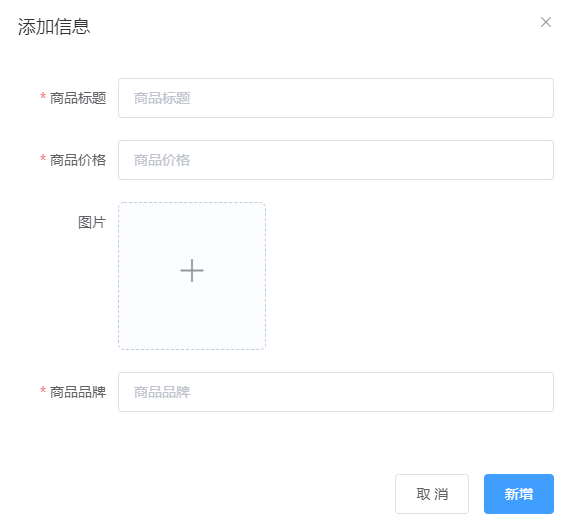 添加信息
* 商品标题 商品标题
* 商品价格 商品价格
图片
* 商品品牌 商品品牌
取 消 新增